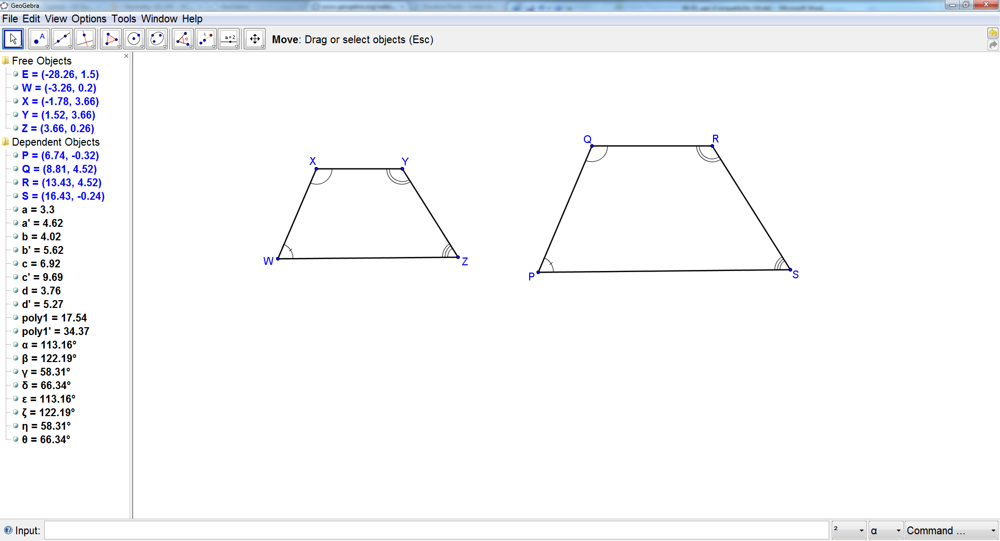 GeoGebra
File Edit View Options Tools Window Help
A
α
k
a=2
Move: Drag or select objects (Esc)
Free Objects
E = (-28.26, 1.5)
W = (-3.26, 0.2)
X = (-1.78, 3.66)
Y = (1.52, 3.66)
Z = (3.66, 0.26)
Dependent Objects
P = (6.74, -0.32)
Q = (8.81, 4.52)
R = (13.43, 4.52)
S = (16.43, -0.24)
a = 3.3
a' = 4.62
b = 4.02
b' = 5.62
c = 6.92
c' = 9.69
d = 3.76
d' = 5.27
poly1 = 17.54
poly1' = 34.37
α = 113.16°
β = 122.19°
γ = 58.31°
δ = 66.34°
ε = 113.16°
ζ = 122.19°
η = 58.31°
θ = 66.34°
X
Y
W
Z
Q
R
P
S
Input:
²
α
Command ...